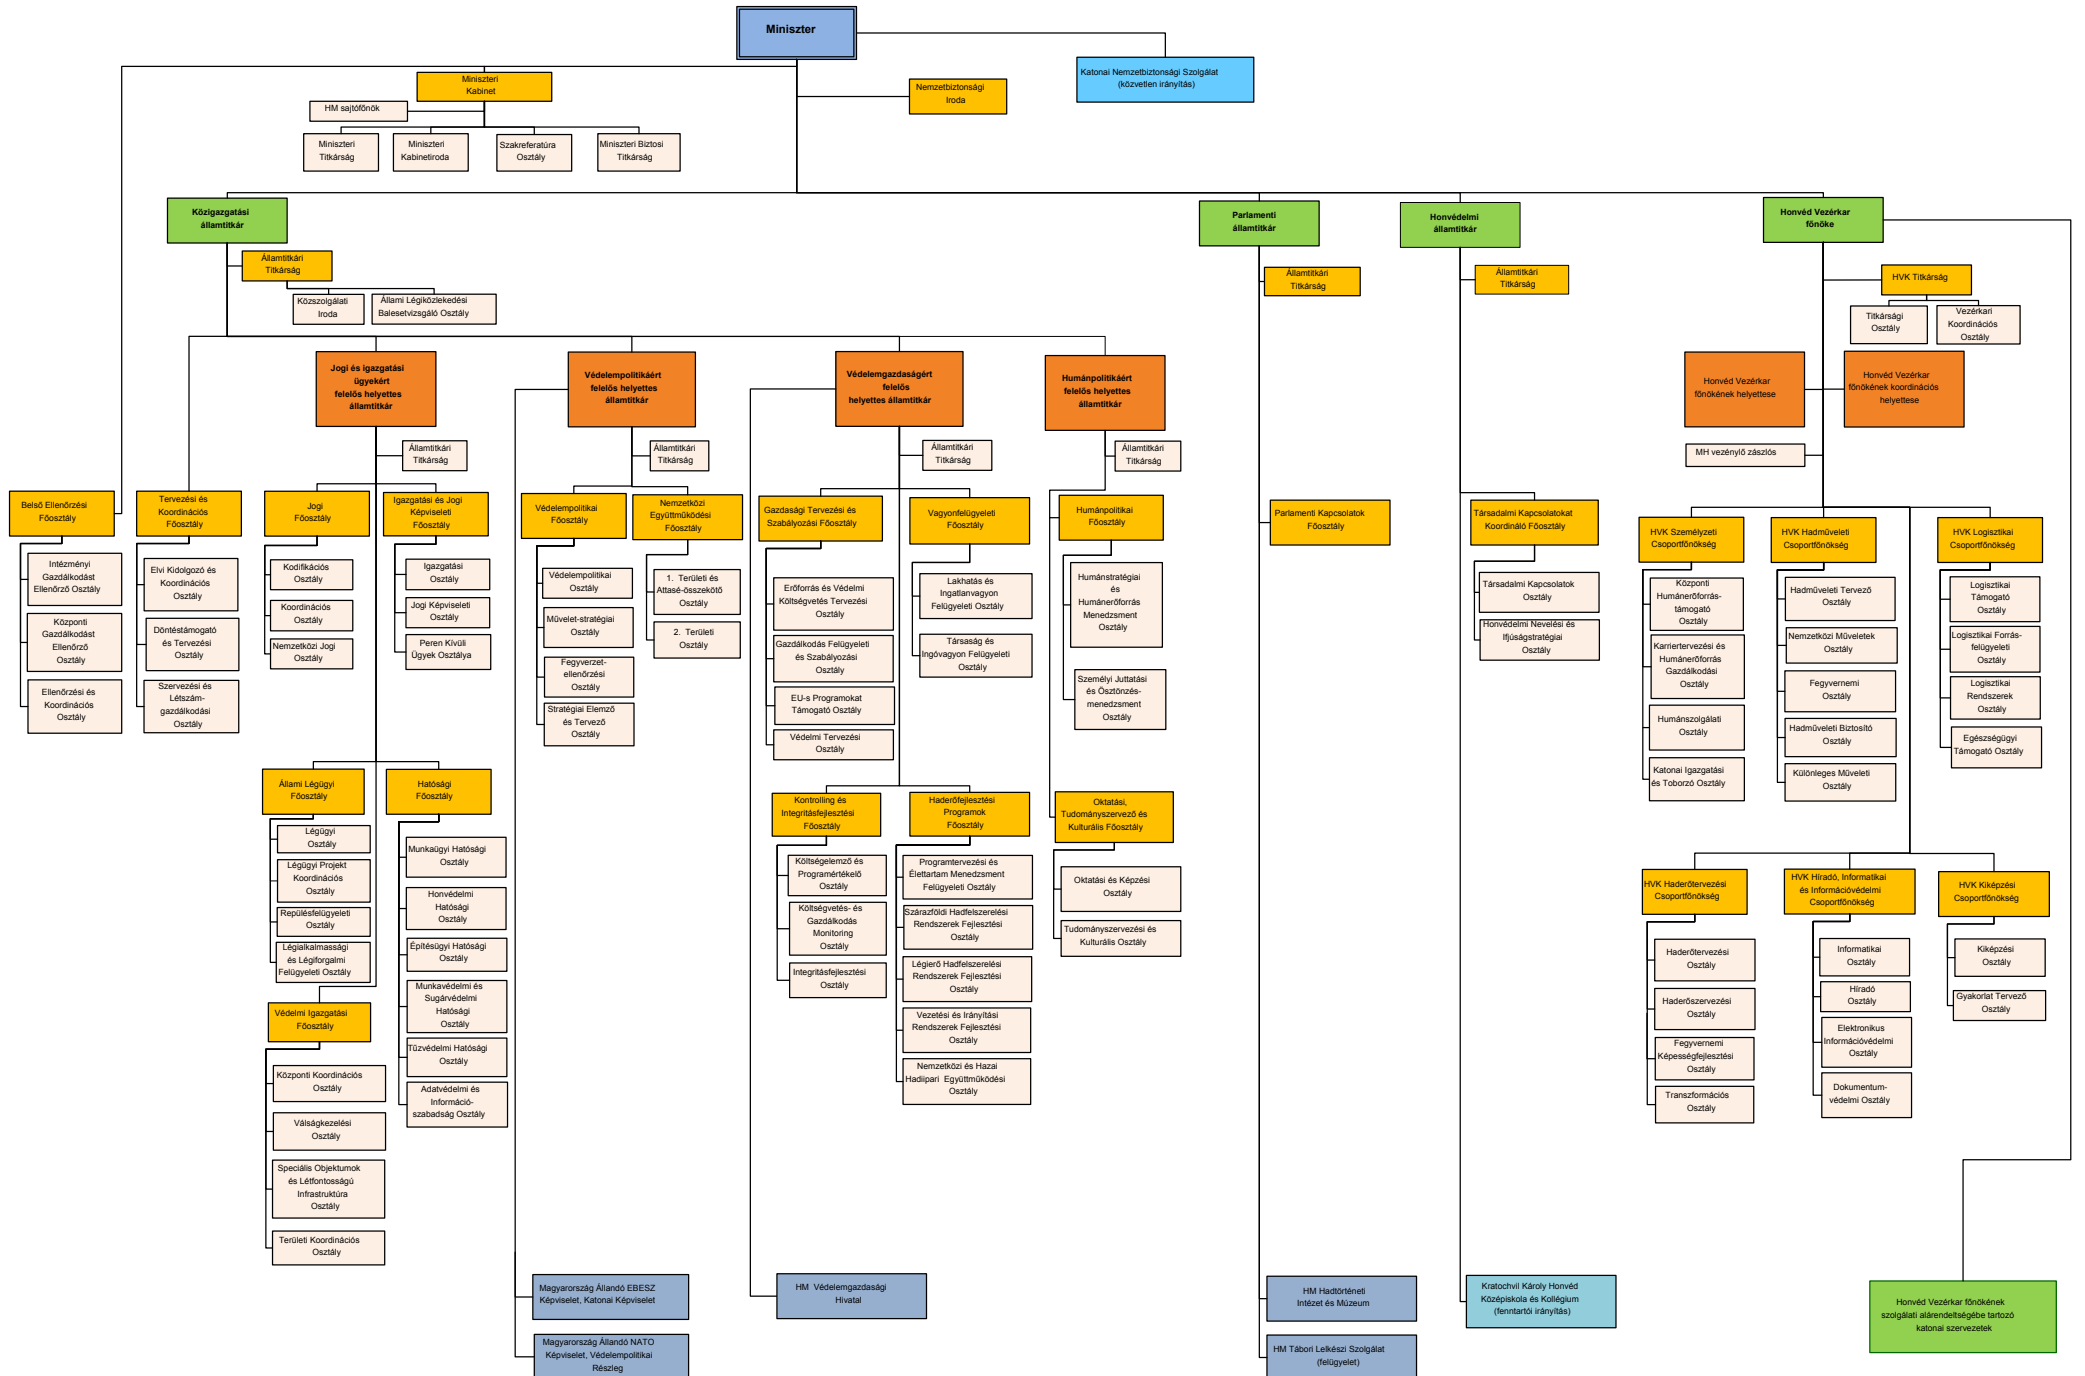 Miniszter
Katonai Nemzetbiztonsági Szolgálat
(közvetlen irányítás)
Miniszteri
Kabinet
Nemzetbiztonsági
Iroda
HM sajtófőnök
Miniszteri
Titkárság
Miniszteri
Kabinetiroda
Szakreferatúra
Osztály
Miniszteri Biztosi
Titkárság
Közigazgatási
államtitkár
Parlamenti
államtitkár
Honvédelmi
államtitkár
Honvéd Vezérkar
főnöke
Államtitkári
Titkárság
Közszolgálati
Iroda
Állami Légiközlekedési
Balesetvizsgáló Osztály
Államtitkári
Titkárság
Államtitkári
Titkárság
HVK Titkárság
Titkársági
Osztály
Vezérkari
Koordinációs
Osztály
Jogi és igazgatási
ügyekért
felelős helyettes
államtitkár
Védelempolitikáért
felelős helyettes
államtitkár
Védelemgazdaságért
felelős
helyettes államtitkár
Humánpolitikáért
felelős helyettes
államtitkár
Honvéd Vezérkar
főnökének helyettese
Honvéd Vezérkar
főnökének koordinációs
helyettese
Államtitkári
Titkárság
Államtitkári
Titkárság
Államtitkári
Titkárság
Államtitkári
Titkárság
MH vezénylő zászlós
Belső Ellenőrzési
Főosztály
Intézményi
Gazdálkodást
Ellenőrző Osztály
Központi
Gazdálkodást
Ellenőrző
Osztály
Ellenőrzési és
Koordinációs
Osztály
Tervezési és
Koordinációs
Főosztály
Elvi Kidolgozó és
Koordinációs
Osztály
Döntéstámogató
és Tervezési
Osztály
Szervezési és
Létszám-
gazdálkodási
Osztály
Jogi
Főosztály
Kodifikációs
Osztály
Koordinációs
Osztály
Nemzetközi Jogi
Osztály
Igazgatási és Jogi
Képviseleti
Főosztály
Igazgatási
Osztály
Jogi Képviseleti
Osztály
Peren Kívüli
Ügyek Osztálya
Védelempolitikai
Főosztály
Védelempolitikai
Osztály
Művelet-stratégiai
Osztály
Fegyverzet-
ellenőrzési
Osztály
Stratégiai Elemző
és Tervező
Osztály
Nemzetközi
Együttműködési
Főosztály
1. Területi és
Attasé-összekötő
Osztály
2. Területi
Osztály
Gazdasági Tervezési és
Szabályozási Főosztály
Erőforrás és Védelmi
Költségvetés Tervezési
Osztály
Gazdálkodás Felügyeleti
és Szabályozási
Osztály
EU-s Programokat
Támogató Osztály
Védelmi Tervezési
Osztály
Vagyonfelügyeleti
Főosztály
Lakhatás és
Ingatlanvagyon
Felügyeleti Osztály
Társaság és
Ingóvagyon Felügyeleti
Osztály
Humánpolitikai
Főosztály
Humánstratégiai
és
Humánerőforrás
Menedzsment
Osztály
Személyi Juttatási
és Ösztönzés-
menedzsment
Osztály
Parlamenti Kapcsolatok
Főosztály
Társadalmi Kapcsolatokat
Koordináló Főosztály
Társadalmi Kapcsolatok
Osztály
Honvédelmi Nevelési és
Ifjúságstratégiai
Osztály
HVK Személyzeti
Csoportfőnökség
Központi
Humánerőforrás-
támogató
Osztály
Karriertervezési és
Humánerőforrás
Gazdálkodási
Osztály
Humánszolgálati
Osztály
Katonai Igazgatási
és Toborzó Osztály
HVK Hadműveleti
Csoportfőnökség
Hadműveleti Tervező
Osztály
Nemzetközi Műveletek
Osztály
Fegyvernemi
Osztály
Hadműveleti Biztosító
Osztály
Különleges Műveleti
Osztály
HVK Logisztikai
Csoportfőnökség
Logisztikai
Támogató
Osztály
Logisztikai Forrás-
felügyeleti
Osztály
Logisztikai
Rendszerek
Osztály
Egészségügyi
Támogató Osztály
Állami Légügyi
Főosztály
Légügyi
Osztály
Légügyi Projekt
Koordinációs
Osztály
Repülésfelügyeleti
Osztály
Légialkalmassági
és Légiforgalmi
Felügyeleti Osztály
Hatósági
Főosztály
Munkaügyi Hatósági
Osztály
Honvédelmi
Hatósági
Osztály
Építésügyi Hatósági
Osztály
Munkavédelmi és
Sugárvédelmi
Hatósági
Osztály
Tűzvédelmi Hatósági
Osztály
Adatvédelmi és
Információ-
szabadság Osztály
Védelmi Igazgatási
Főosztály
Központi Koordinációs
Osztály
Válságkezelési
Osztály
Speciális Objektumok
és Létfontosságú
Infrastruktúra
Osztály
Területi Koordinációs
Osztály
Kontrolling és
Integritásfejlesztési
Főosztály
Költségelemző és
Programértékelő
Osztály
Költségvetés- és
Gazdálkodás
Monitoring
Osztály
Integritásfejlesztési
Osztály
Haderőfejlesztési
Programok
Főosztály
Programtervezési és
Élettartam Menedzsment
Felügyeleti Osztály
Szárazföldi Hadfelszerelési
Rendszerek Fejlesztési
Osztály
Légierő Hadfelszerelési
Rendszerek Fejlesztési
Osztály
Vezetési és Irányítási
Rendszerek Fejlesztési
Osztály
Nemzetközi és Hazai
Hadiipari Együttműködési
Osztály
Oktatási,
Tudományszervező és
Kulturális Főosztály
Oktatási és Képzési
Osztály
Tudományszervezési és
Kulturális Osztály
HVK Haderőtervezési
Csoportfőnökség
Haderőtervezési
Osztály
Haderőszervezési
Osztály
Fegyvernemi
Képességfejlesztési
Osztály
Transzformációs
Osztály
HVK Híradó, Informatikai
és Információvédelmi
Csoportfőnökség
Informatikai
Osztály
Híradó
Osztály
Elektronikus
Információvédelmi
Osztály
Dokumentum-
védelmi Osztály
HVK Kiképzési
Csoportfőnökség
Kiképzési
Osztály
Gyakorlat Tervező
Osztály
Magyarország Állandó EBESZ
Képviselet, Katonai Képviselet
Magyarország Állandó NATO
Képviselet, Védelempolitikai
Részleg
HM Védelemgazdasági
Hivatal
HM Hadtörténeti
Intézet és Múzeum
HM Tábori Lelkészi Szolgálat
(felügyelet)
Kratochvil Károly Honvéd
Középiskola és Kollégium
(fenntartói irányítás)
Honvéd Vezérkar főnökének
szolgálati alárendeltségébe tartozó
katonai szervezetek